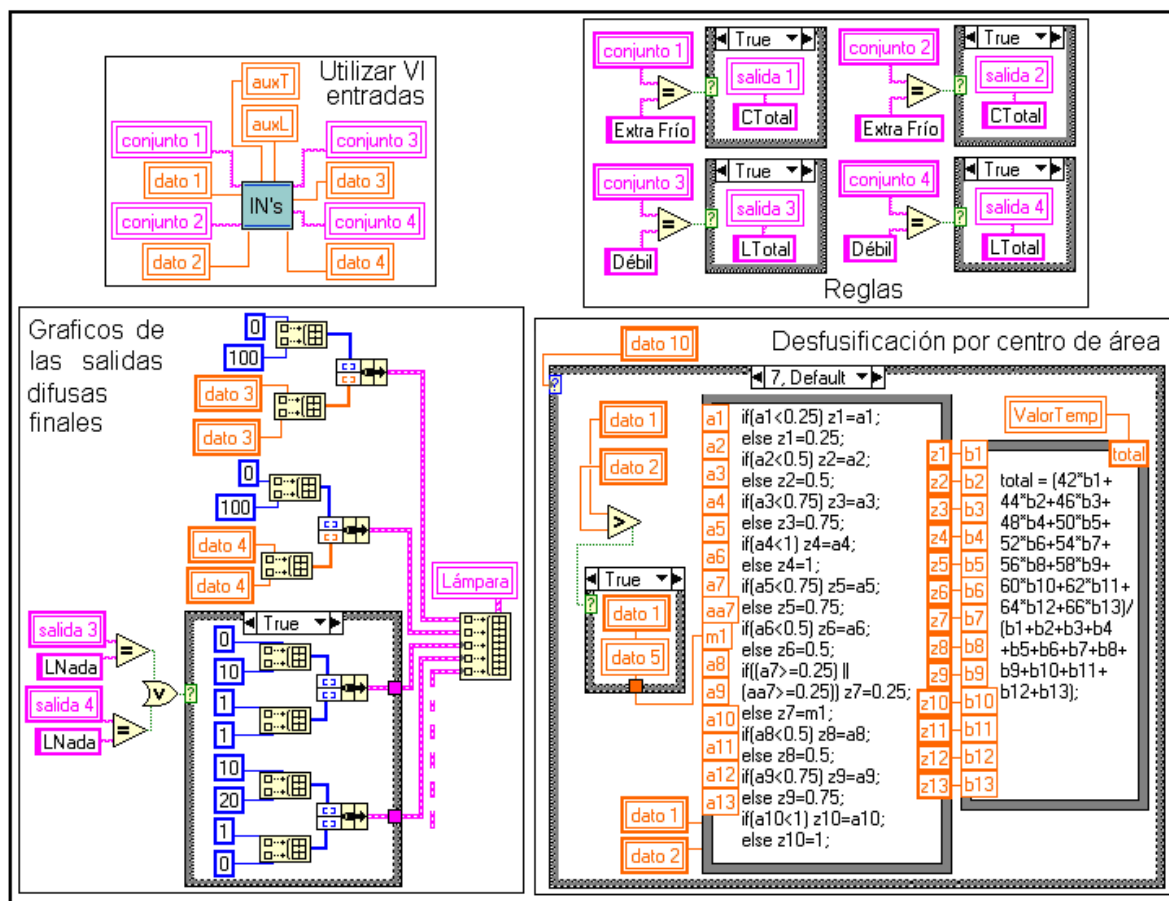 Utilizar VI
entradas
auxT
auxL
conjunto 1
conjunto 3
dato 1
dato 3
IN's
conjunto 2
conjunto 4
dato 2
dato 4
conjunto 1
True
salida 1
=
?
Extra Frío
CTotal
conjunto 2
True
salida 2
=
?
Extra Frío
CTotal
conjunto 3
True
salida 3
=
?
Débil
LTotal
conjunto 4
True
salida 4
=
?
Débil
LTotal
Reglas
Graficos de
las salidas
difusas
finales
0
100
dato 3
dato 3
0
100
dato 4
dato 4
Lámpara
salida 3
=
LNada
salida 4
=
LNada
V
?
True
0
10
1
1
10
20
1
0
dato 10
Desfusificación por centro de área
?
7, Default
dato 1
dato 2
>
True
?
dato 1
dato 5
dato 1
dato 2
a1
a2
a3
a4
a5
a6
a7
aa7
m1
a8
a9
a10
a11
a12
a13
if(a1<0.25) z1=a1;
else z1=0.25;
if(a2<0.5) z2=a2;
else z2=0.5;
if(a3<0.75) z3=a3;
else z3=0.75;
if(a4<1) z4=a4;
else z4=1;
if(a5<0.75) z5=a5;
else z5=0.75;
if(a6<0.5) z6=a6;
else z6=0.5;
if((a7>=0.25) ||
(aa7>=0.25)) z7=0.25;
else z7=m1;
if(a8<0.5) z8=a8;
else z8=0.5;
if(a9<0.75) z9=a9;
else z9=0.75;
if(a10<1) z10=a10;
else z10=1;
z1 b1
z2 b2
z3 b3
z4 b4
z5 b5
z6 b6
z7 b7
z8 b8
z9 b9
z10 b10
z11 b11
z12 b12
z13 b13
ValorTemp
total
total = (42*b1+
44*b2+46*b3+
48*b4+50*b5+
52*b6+54*b7+
56*b8+58*b9+
60*b10+62*b11+
64*b12+66*b13)/
(b1+b2+b3+b4
+b5+b6+b7+b8+
b9+b10+b11+
b12+b13);